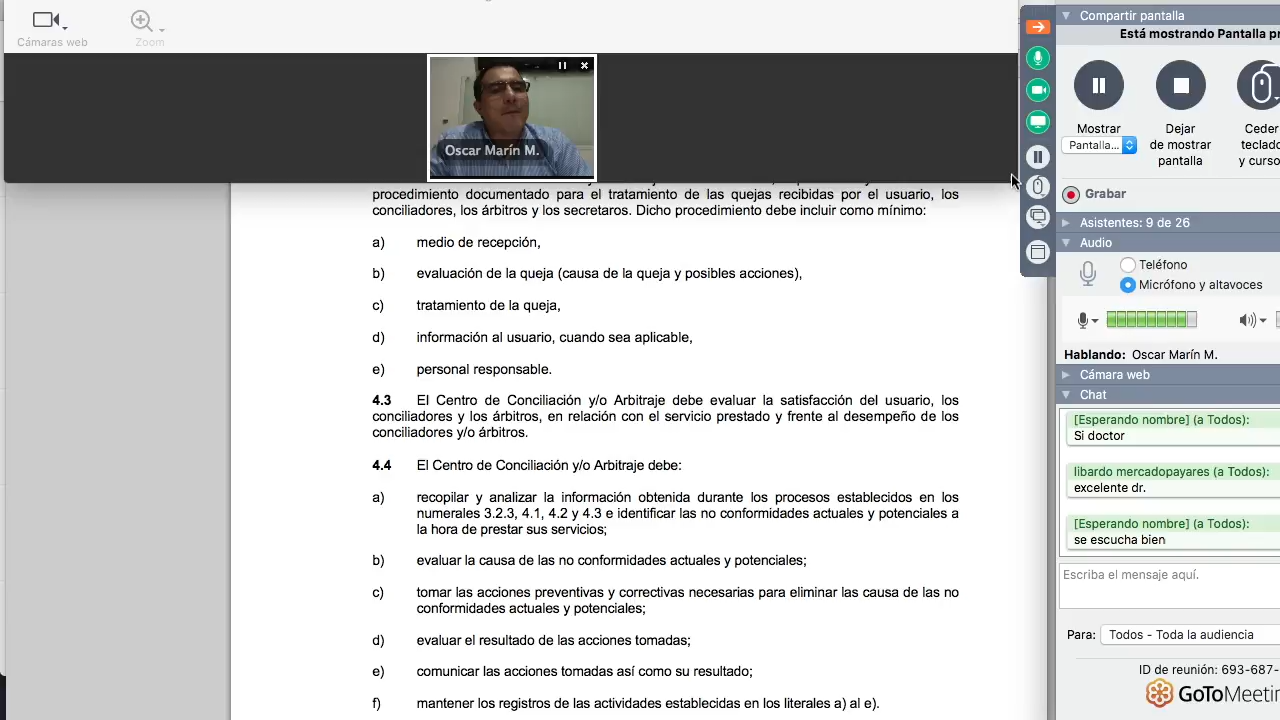 Cámaras web
Zoom
Oscar Marín M.
procedimiento documentado para el tratamiento de las quejas recibidas por el usuario, los
conciliadores, los árbitros y los secretaros. Dicho procedimiento debe incluir como mínimo:
a) medio de recepción,
b) evaluación de la queja (causa de la queja y posibles acciones),
c) tratamiento de la queja,
d) información al usuario, cuando sea aplicable,
e) personal responsable.
4.3 El Centro de Conciliación y/o Arbitraje debe evaluar la satisfacción del usuario, los
conciliadores y los árbitros, en relación con el servicio prestado y frente al desempeño de los
conciliadores y/o árbitros.
4.4 El Centro de Conciliación y/o Arbitraje debe:
a) recopilar y analizar la información obtenida durante los procesos establecidos en los
numerales 3.2.3, 4.1, 4.2 y 4.3 e identificar las no conformidades actuales y potenciales a
la hora de prestar sus servicios;
b) evaluar la causa de las no conformidades actuales y potenciales;
c) tomar las acciones preventivas y correctivas necesarias para eliminar las causa de las no
conformidades actuales y potenciales;
d) evaluar el resultado de las acciones tomadas;
e) comunicar las acciones tomadas así como su resultado;
f) mantener los registros de las actividades establecidas en los literales a) al e).
Compartir pantalla
Está mostrando Pantalla pr
Mostrar
Pantalla...
Dejar
de mostrar
pantalla
Ceder
teclado
y curso
Grabar
Asistentes: 9 de 26
Audio
Teléfono
Micrófono y altavoces
Hablando: Oscar Marín M.
Cámara web
Chat
[Esperando nombre] (a Todos):
Si doctor
libardo mercadopayares (a Todos):
excelente dr.
[Esperando nombre] (a Todos):
se escucha bien
Escriba el mensaje aquí.
Para: Todos - Toda la audiencia
ID de reunión: 693-687-
GoToMeetin